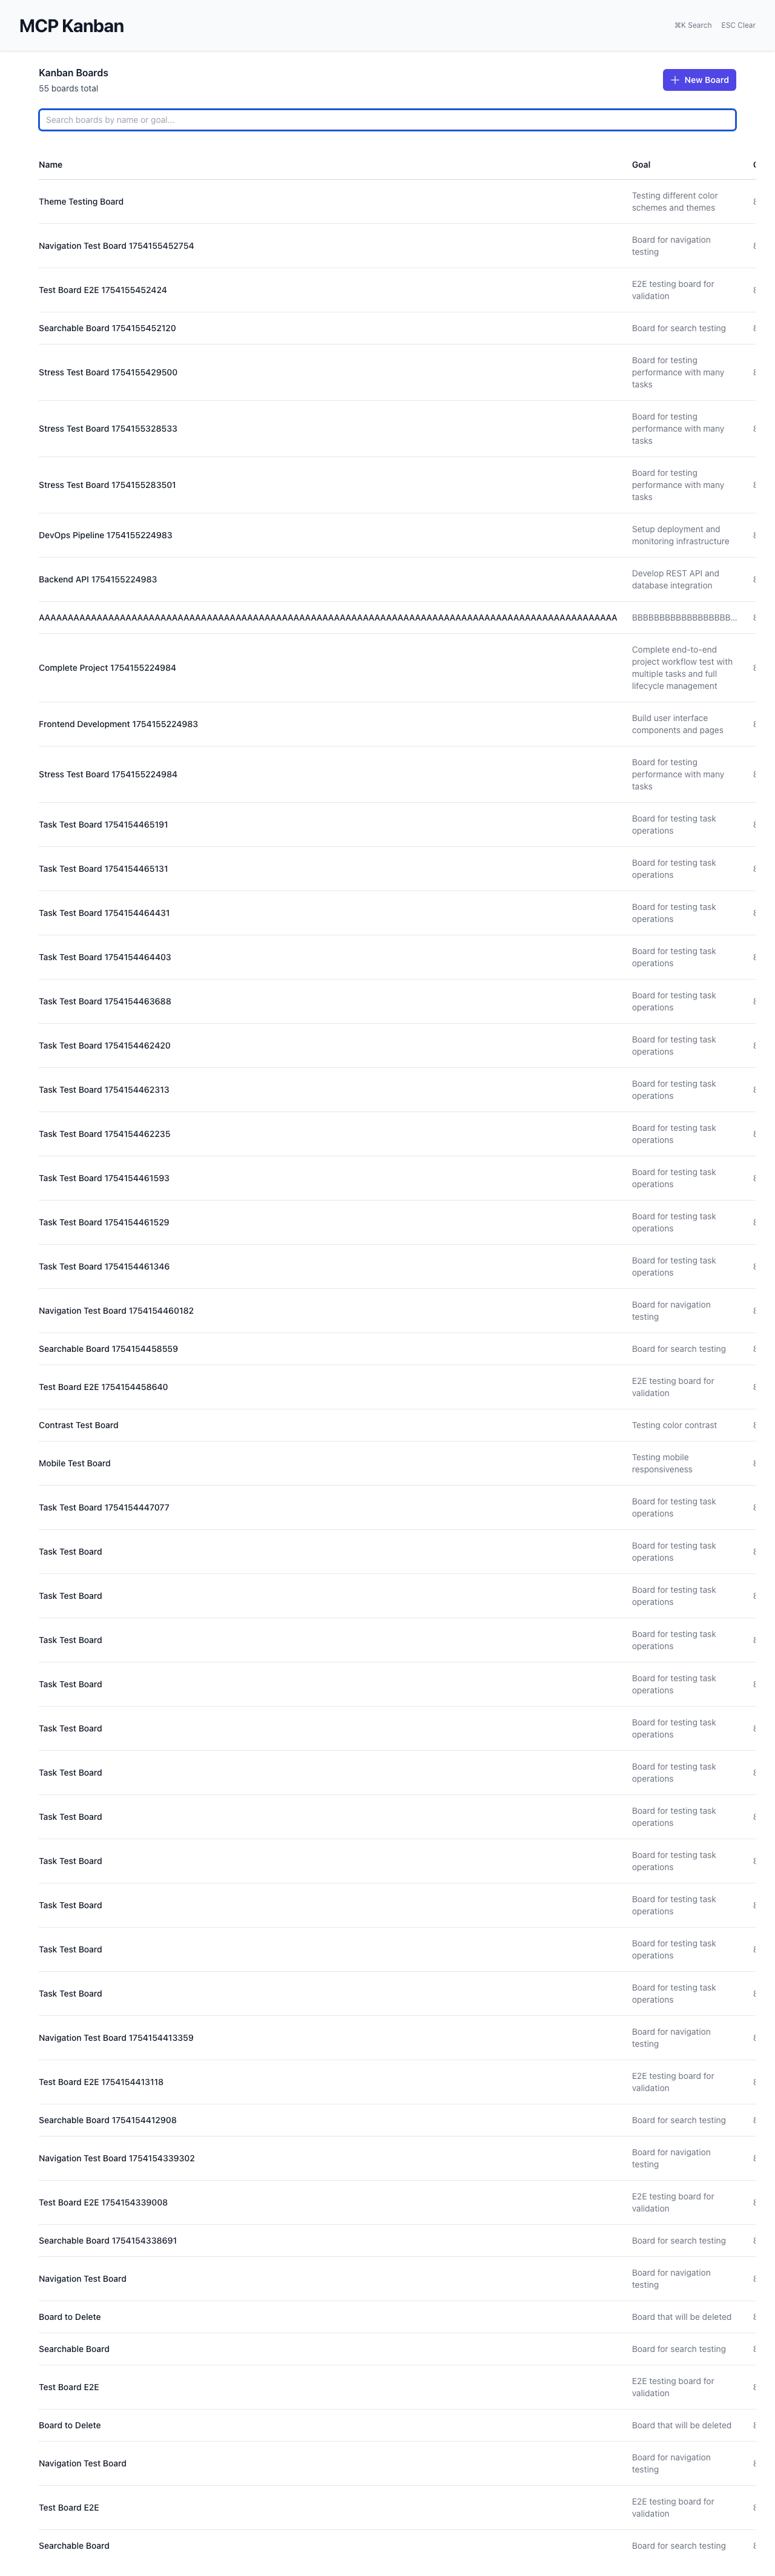 MCP Kanban
⌘K Search ESC Clear
Kanban Boards
55 boards total
New Board
Search boards by name or goal...
Name Goal
Theme Testing Board
Testing different color
schemes and themes
Navigation Test Board 1754155452754
Board for navigation
testing
Test Board E2E 1754155452424
E2E testing board for
validation
Searchable Board 1754155452120
Board for search testing
Stress Test Board 1754155429500
Board for testing
performance with many
tasks
Stress Test Board 1754155328533
Board for testing
performance with many
tasks
Stress Test Board 1754155283501
Board for testing
performance with many
tasks
DevOps Pipeline 1754155224983
Setup deployment and
monitoring infrastructure
Backend API 1754155224983
Develop REST API and
database integration
AAAAAAAAAAAAAAAAAAAAAAAAAAAAAAAAAAAAAAAAAAAAAAAAAAAAAAAAAAAAAAAAAAAAAAAAAAAAAAAAAAAAAAAAAAAAAAAAAAAA
BBBBBBBBBBBBBBBBBB...
Complete Project 1754155224984
Complete end-to-end
project workflow test with
multiple tasks and full
lifecycle management
Frontend Development 1754155224983
Build user interface
components and pages
Stress Test Board 1754155224984
Board for testing
performance with many
tasks
Task Test Board 1754154465191
Board for testing task
operations
Task Test Board 1754154465131
Board for testing task
operations
Task Test Board 1754154464431
Board for testing task
operations
Task Test Board 1754154464403
Board for testing task
operations
Task Test Board 1754154463688
Board for testing task
operations
Task Test Board 1754154462420
Board for testing task
operations
Task Test Board 1754154462313
Board for testing task
operations
Task Test Board 1754154462235
Board for testing task
operations
Task Test Board 1754154461593
Board for testing task
operations
Task Test Board 1754154461529
Board for testing task
operations
Task Test Board 1754154461346
Board for testing task
operations
Navigation Test Board 1754154460182
Board for navigation
testing
Searchable Board 1754154458559
Board for search testing
Test Board E2E 1754154458640
E2E testing board for
validation
Contrast Test Board
Testing color contrast
Mobile Test Board
Testing mobile
responsiveness
Task Test Board 1754154447077
Board for testing task
operations
Task Test Board
Board for testing task
operations
Task Test Board
Board for testing task
operations
Task Test Board
Board for testing task
operations
Task Test Board
Board for testing task
operations
Task Test Board
Board for testing task
operations
Task Test Board
Board for testing task
operations
Task Test Board
Board for testing task
operations
Task Test Board
Board for testing task
operations
Task Test Board
Board for testing task
operations
Task Test Board
Board for testing task
operations
Task Test Board
Board for testing task
operations
Navigation Test Board 1754154413359
Board for navigation
testing
Test Board E2E 1754154413118
E2E testing board for
validation
Searchable Board 1754154412908
Board for search testing
Navigation Test Board 1754154339302
Board for navigation
testing
Test Board E2E 1754154339008
E2E testing board for
validation
Searchable Board 1754154338691
Board for search testing
Navigation Test Board
Board for navigation
testing
Board to Delete
Board that will be deleted
Searchable Board
Board for search testing
Test Board E2E
E2E testing board for
validation
Board to Delete
Board that will be deleted
Navigation Test Board
Board for navigation
testing
Test Board E2E
E2E testing board for
validation
Searchable Board
Board for search testing